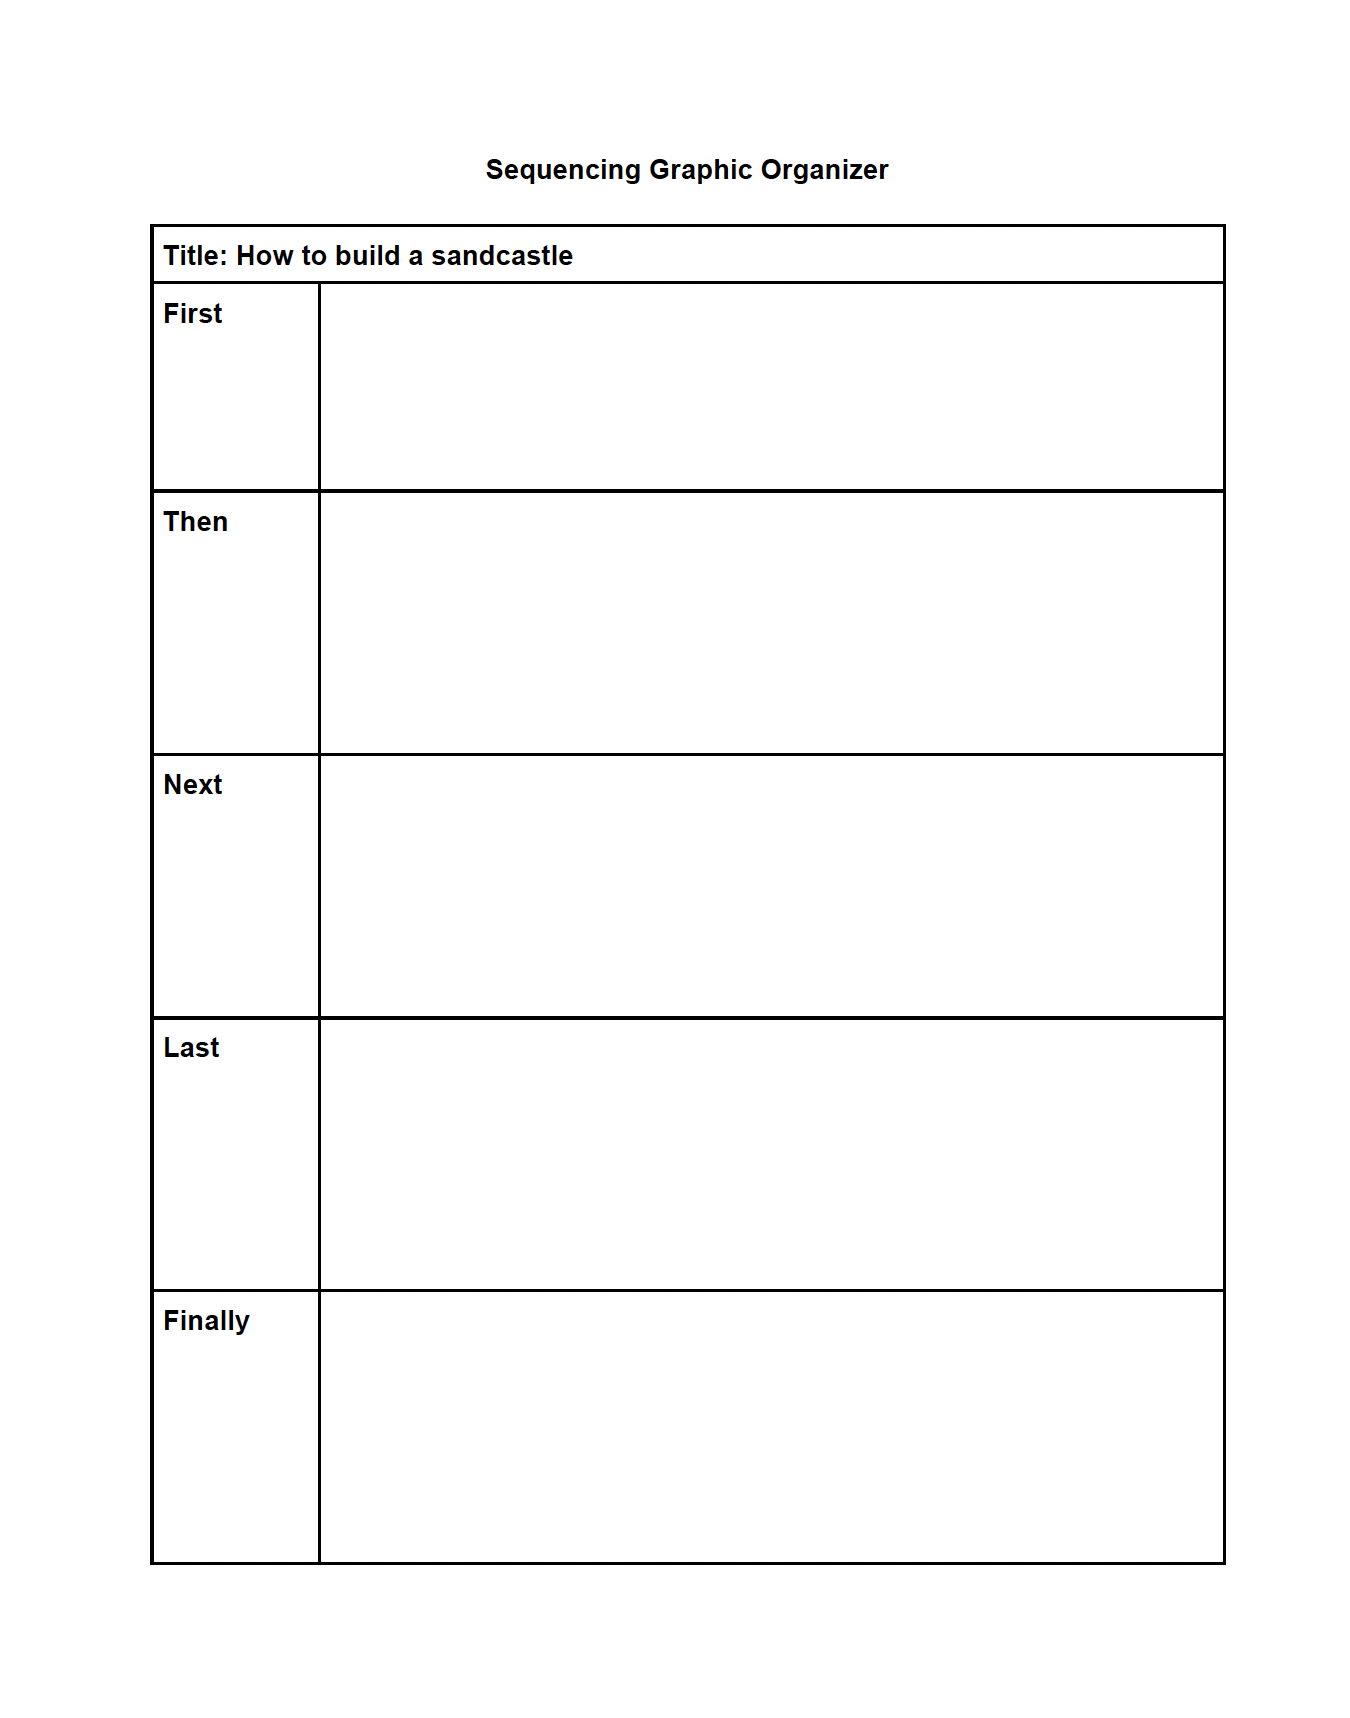 Sequencing Graphic Organizer
Title: How to build a sandcastle
First
Then
Next
Last
Finally